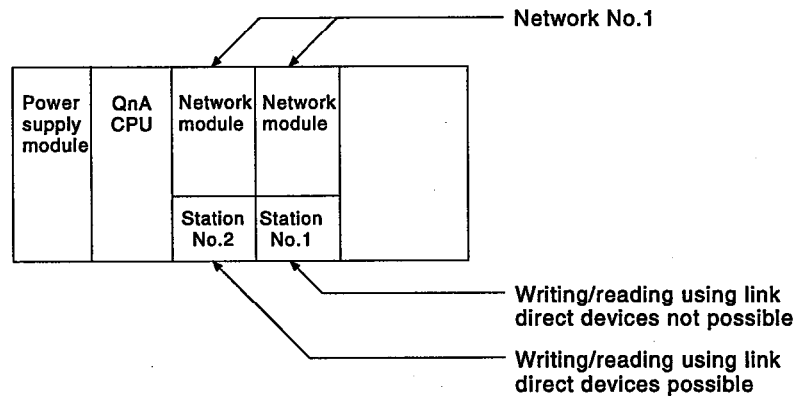 Network No.1
Power
supply
module
QnA
CPU
Network
module
Network
module
Station
No.2
Station
No.1
Writing/reading using link
direct devices not possible
Writing/reading using link
direct devices possible